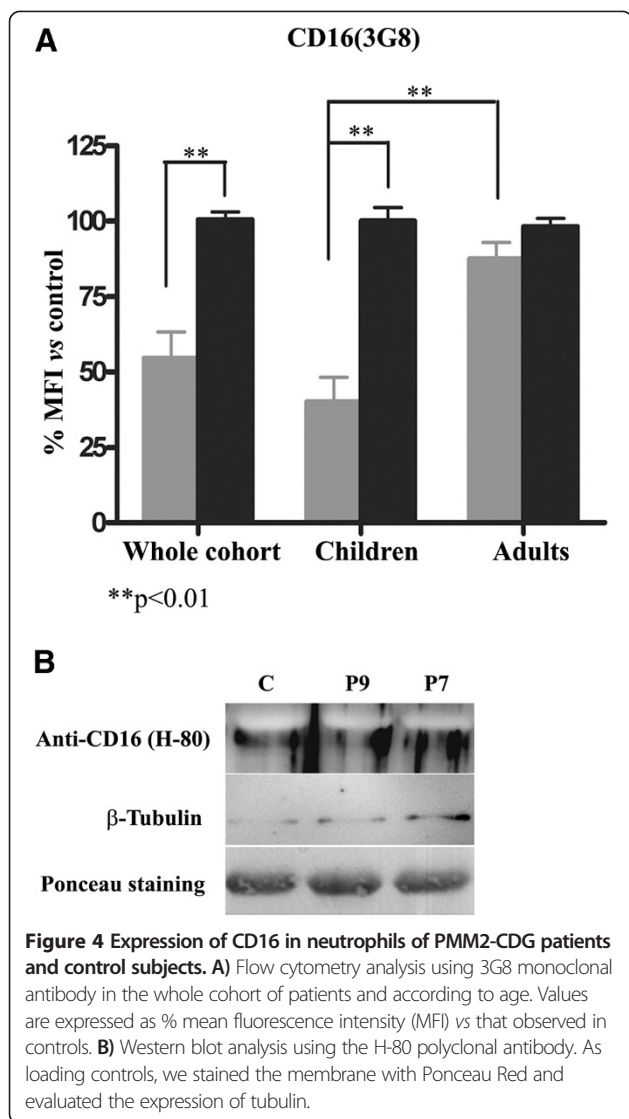 A
CD16(3G8)
**
**
**
125
100
75
50
25
0
% MFI vs control
Whole cohort Children Adults
**p<0.01
B
C P9 P7
Anti-CD16 (H-80)
β-Tubulin
Ponceau staining
Figure 4 Expression of CD16 in neutrophils of PMM2-CDG patients
and control subjects. A) Flow cytometry analysis using 3G8 monoclonal
antibody in the whole cohort of patients and according to age. Values
are expressed as % mean fluorescence intensity (MFI) vs that observed in
controls. B) Western blot analysis using the H-80 polyclonal antibody. As
loading controls, we stained the membrane with Ponceau Red and
evaluated the expression of tubulin.